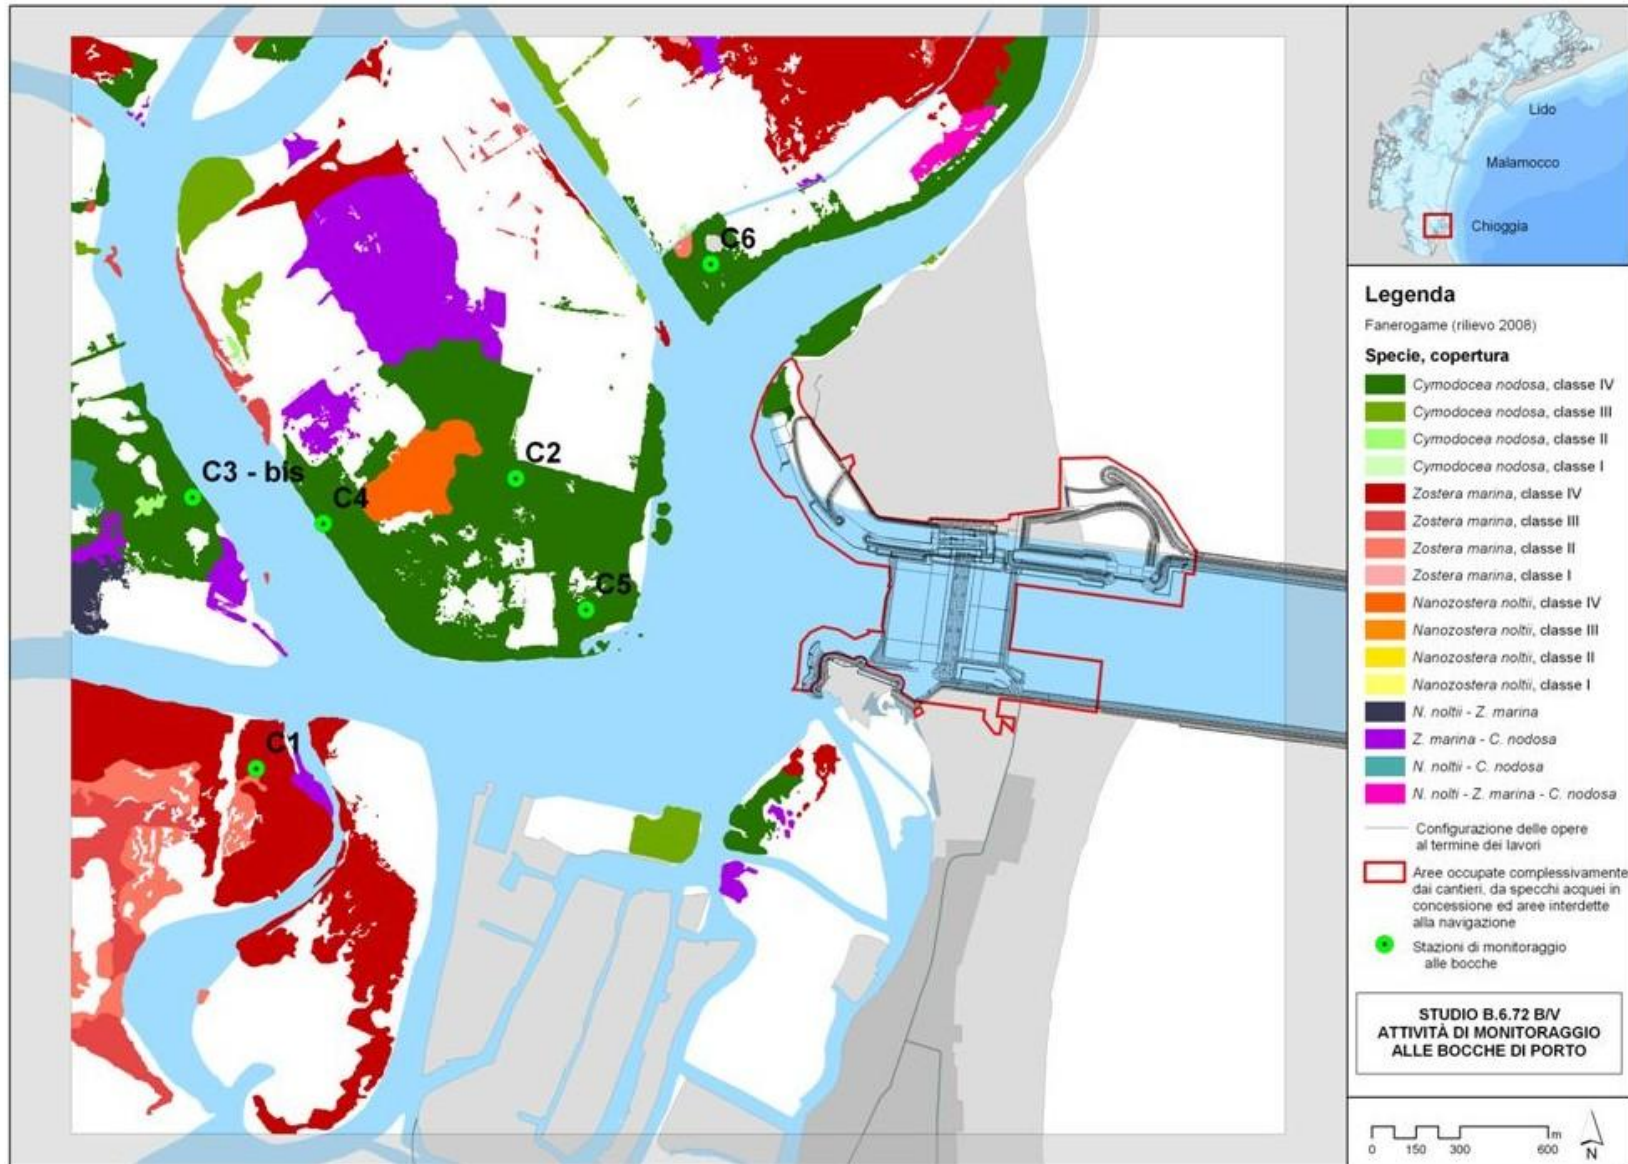 Lido
Malamocco
Chioggia
C6
C2
C3 - bis
C4
C5
C1
Legenda
Fanerogame (rilievo 2008)
Specie, copertura
Cymodocea nodosa, classe IV
Cymodocea nodosa, classe III
Cymodocea nodosa, classe II
Cymodocea nodosa, classe I
Zostera marina, classe IV
Zostera marina, classe III
Zostera marina, classe II
Zostera marina, classe I
Nanozostera noltii, classe IV
Nanozostera noltii, classe III
Nanozostera noltii, classe II
Nanozostera noltii, classe I
N. noltii - Z. marina
Z. marina - C. nodosa
N. noltii - C. nodosa
N. nolti - Z. marina - C. nodosa
Configurazione delle opere
al termine dei lavori
Aree occupate complessivamente
dai cantieri, da specchi acquei in
concessione ed aree interdette
alla navigazione
Stazioni di monitoraggio
alle bocche
STUDIO B.6.72 B/V
ATTIVITÀ DI MONITORAGGIO
ALLE BOCCHE DI PORTO
m
0 150 300 600
N